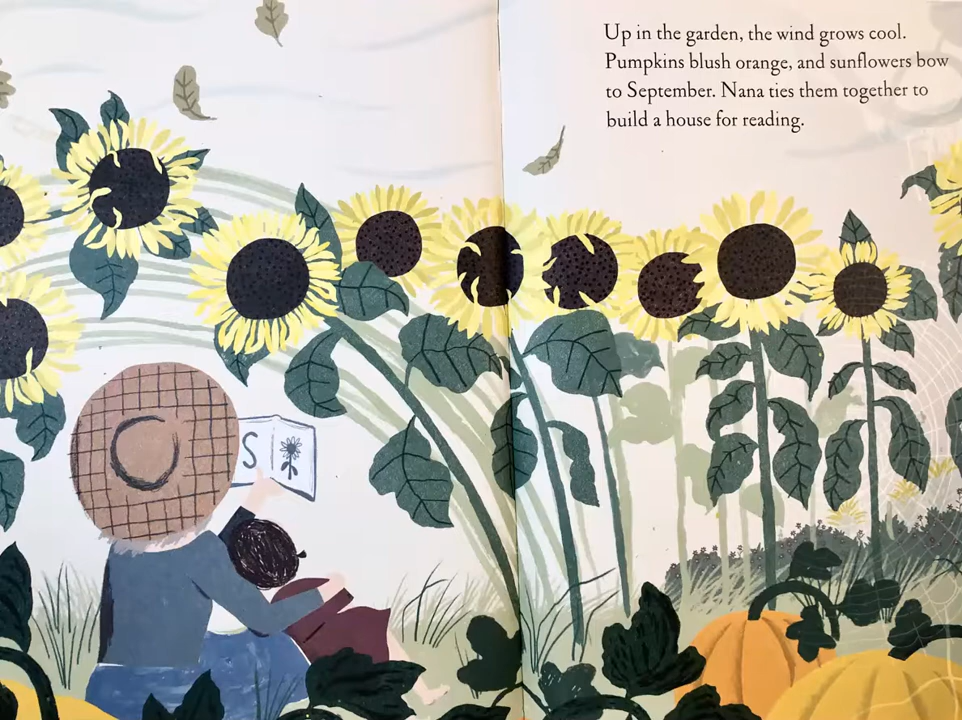 Up in the garden, the wind grows cool.
Pumpkins blush orange, and sunflowers bow
to September. Nana ties them together to
build a house for reading.
S